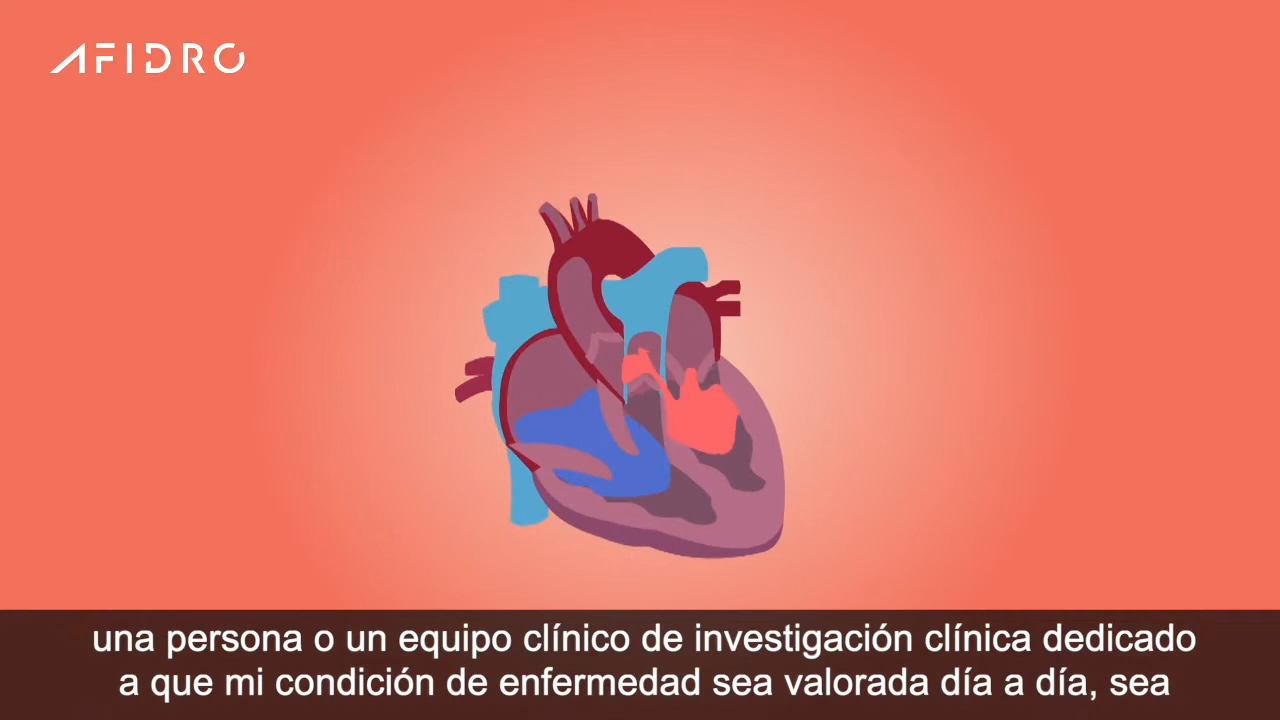 AFIDRO
una persona o un equipo clínico de investigación clínica dedicado
a que mi condición de enfermedad sea valorada día a día, sea